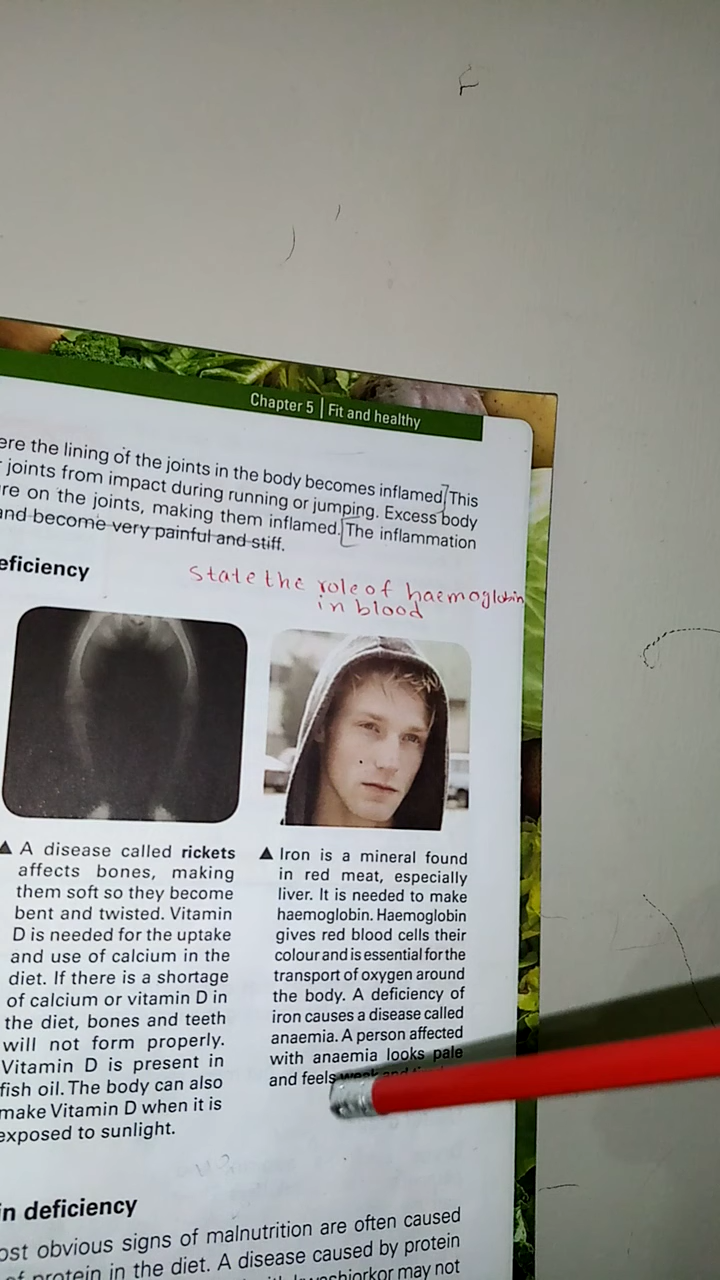 Chapter 5 | Fit and healthy
ere the lining of the joints in the body becomes inflamed. This
joints from impact during running or jumping. Excess body
re on the joints, making them inflamed. The inflammation
and become very painful and stiff.
eficiency
State the role of haemoglobin
in blood
▲ A disease called rickets
affects bones, making
them soft so they become
bent and twisted. Vitamin
D is needed for the uptake
and use of calcium in the
diet. If there is a shortage
of calcium or vitamin D in
the diet, bones and teeth
will not form properly.
Vitamin D is present in
fish oil. The body can also
make Vitamin D when it is
exposed to sunlight.
▲ Iron is a mineral found
in red meat, especially
liver. It is needed to make
haemoglobin. Haemoglobin
gives red blood cells their
colour and is essential for the
transport of oxygen around
the body. A deficiency of
iron causes a disease called
anaemia. A person affected
with anaemia looks pale
and feels weak and
in deficiency
ost obvious signs of malnutrition are often caused
of protein in the diet. A disease caused by protein
may not